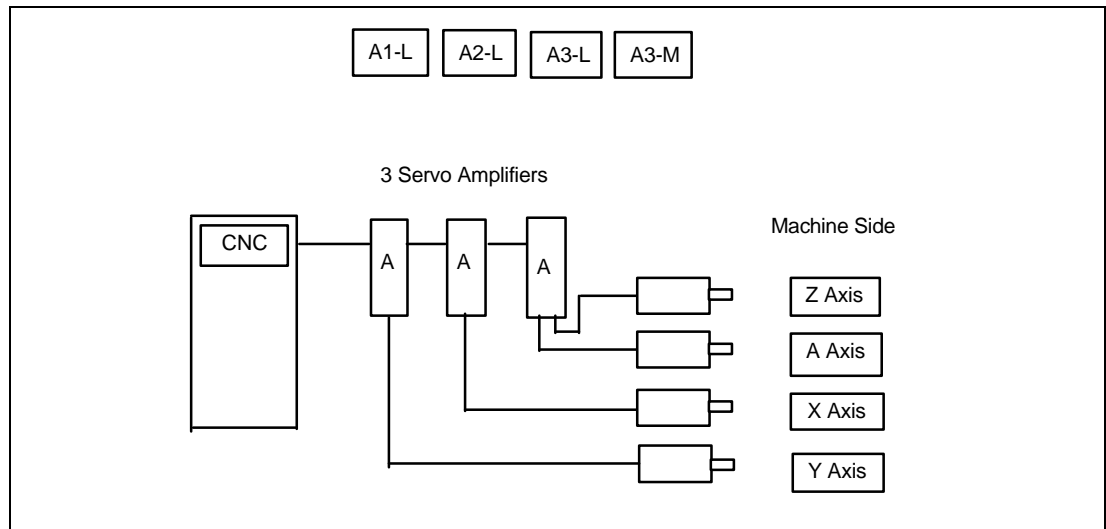 A1-L A2-L A3-L A3-M
3 Servo Amplifiers
Machine Side
CNC
A A A
Z Axis
A Axis
X Axis
Y Axis